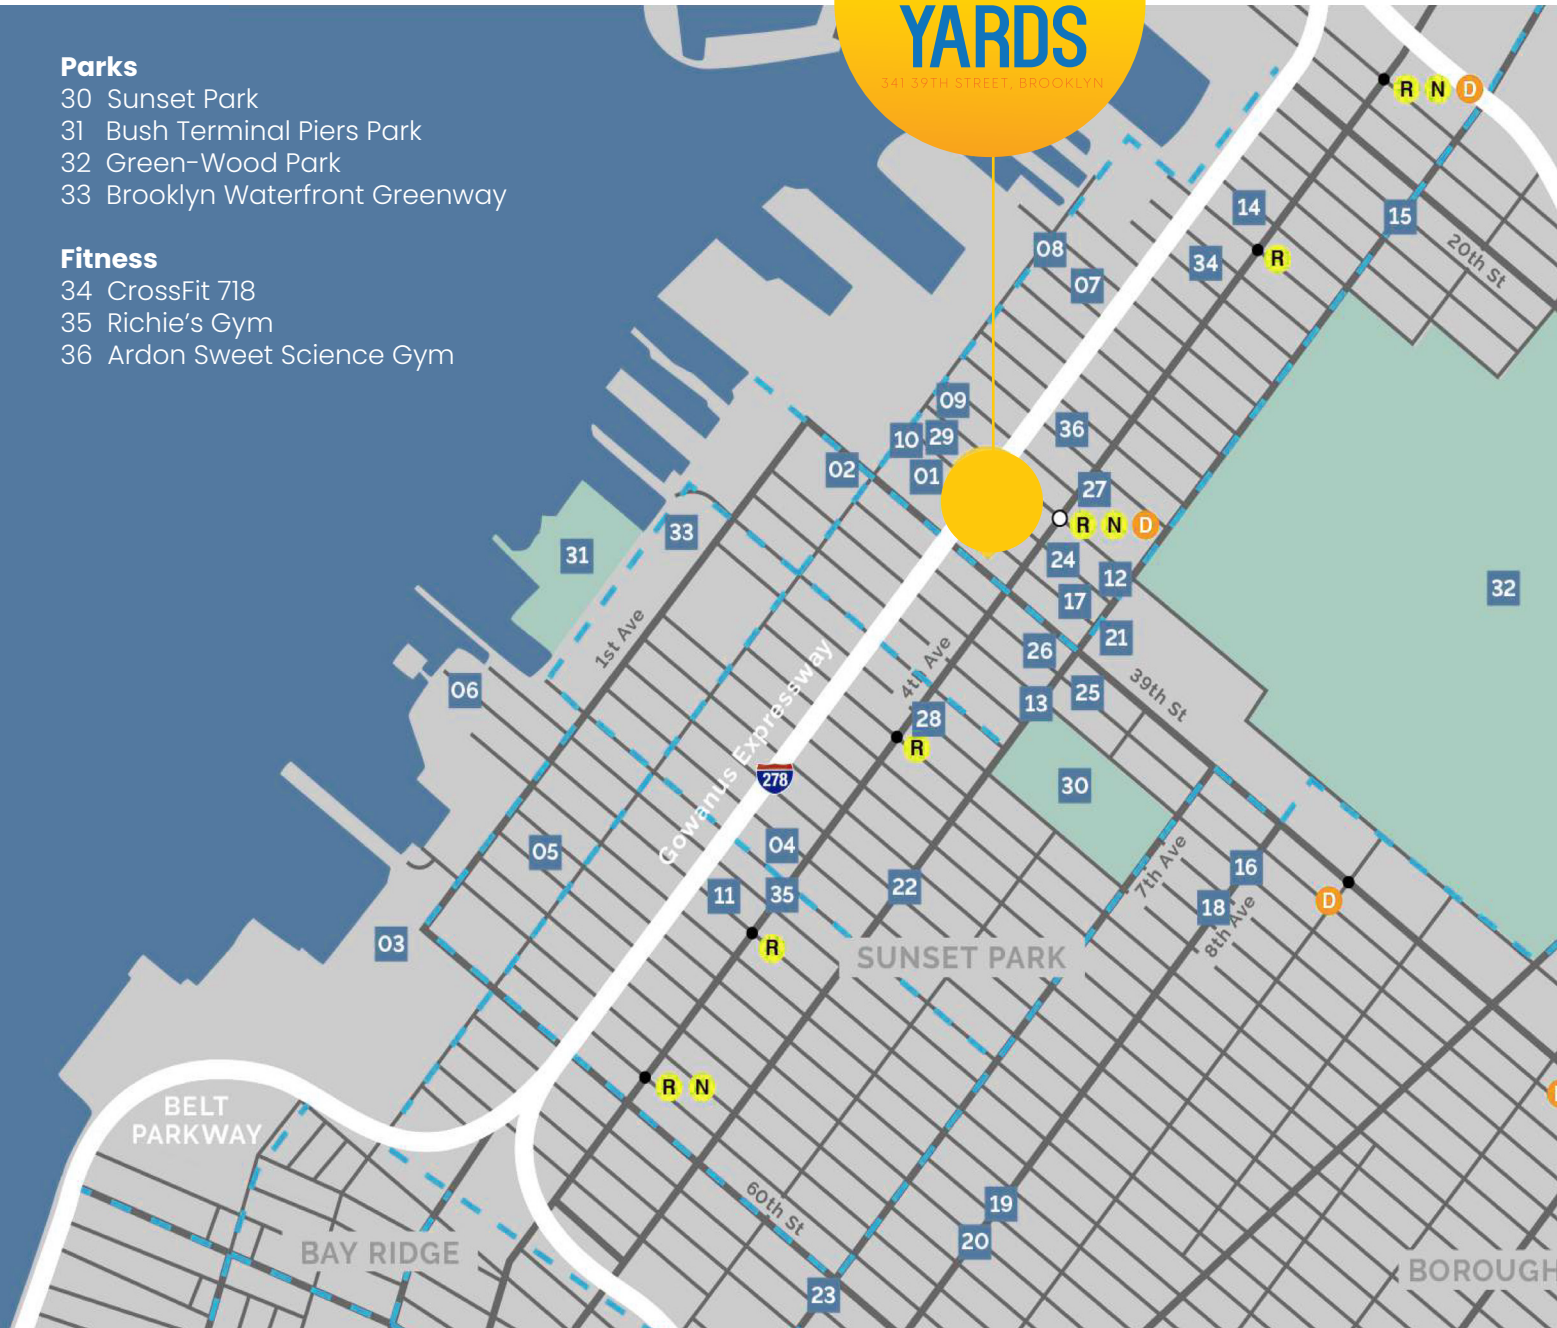 YARDS
341 39TH STREET, BROOKLYN
Parks
30 Sunset Park
31 Bush Terminal Piers Park
32 Green-Wood Park
33 Brooklyn Waterfront Greenway
Fitness
34 CrossFit 718
35 Richie's Gym
36 Ardon Sweet Science Gym
R N D
14
15
08
34
R
20th St
07
09
36
10
29
02
01
27
33
R N D
31
24
12
32
17
1st Ave
21
26
4th Ave
06
25
39th St
13
28
R
278
30
Gowanus Expressway
04
05
7th Ave
16
22
11
35
D
18
8th Ave
03
R
SUNSET PARK
R N
BELT
PARKWAY
19
60th St
20
BAY RIDGE
BOROUGH
23